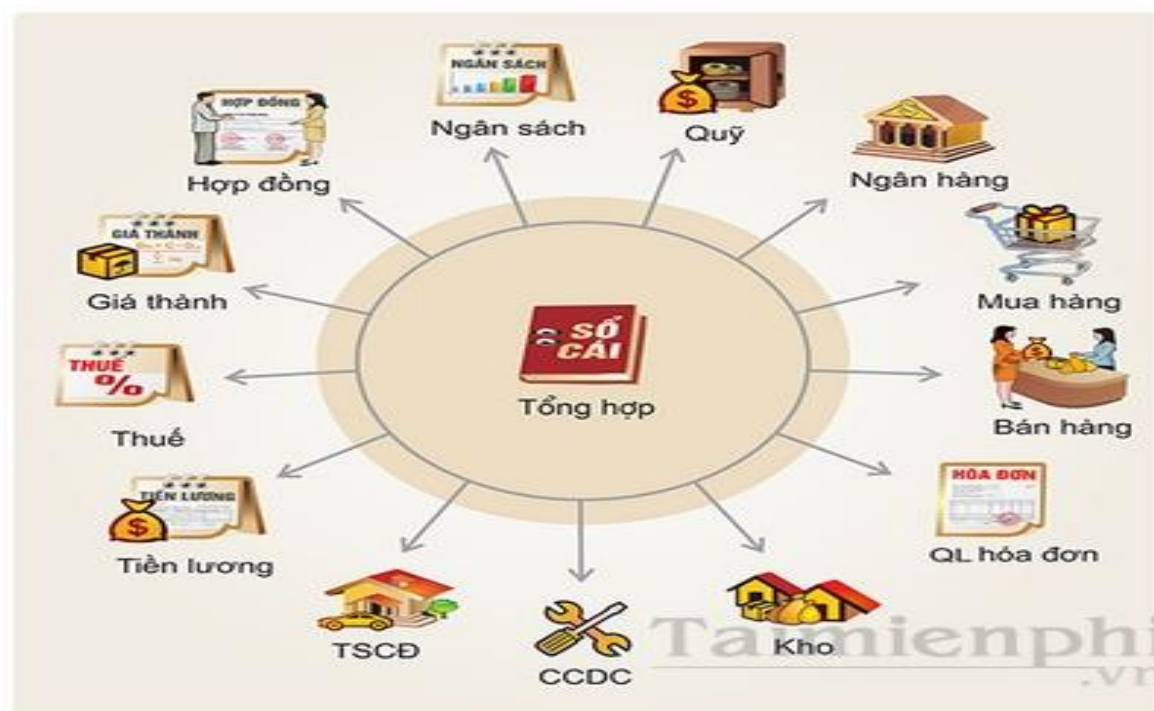 NGÂN SÁCH
Ngân sách
Quỹ
HỢP ĐỒNG
Hợp đồng
Ngân hàng
GIÁ THÀNH
Giá thành
Mua hàng
SỔ
CÁI
Tổng hợp
THUẾ
%
Thuế
Bán hàng
TIỀN LƯƠNG
Tiền lương
HÓA ĐƠN
QL hóa đơn
TSCĐ
CCDC
Kho
Taimienphi
.vn